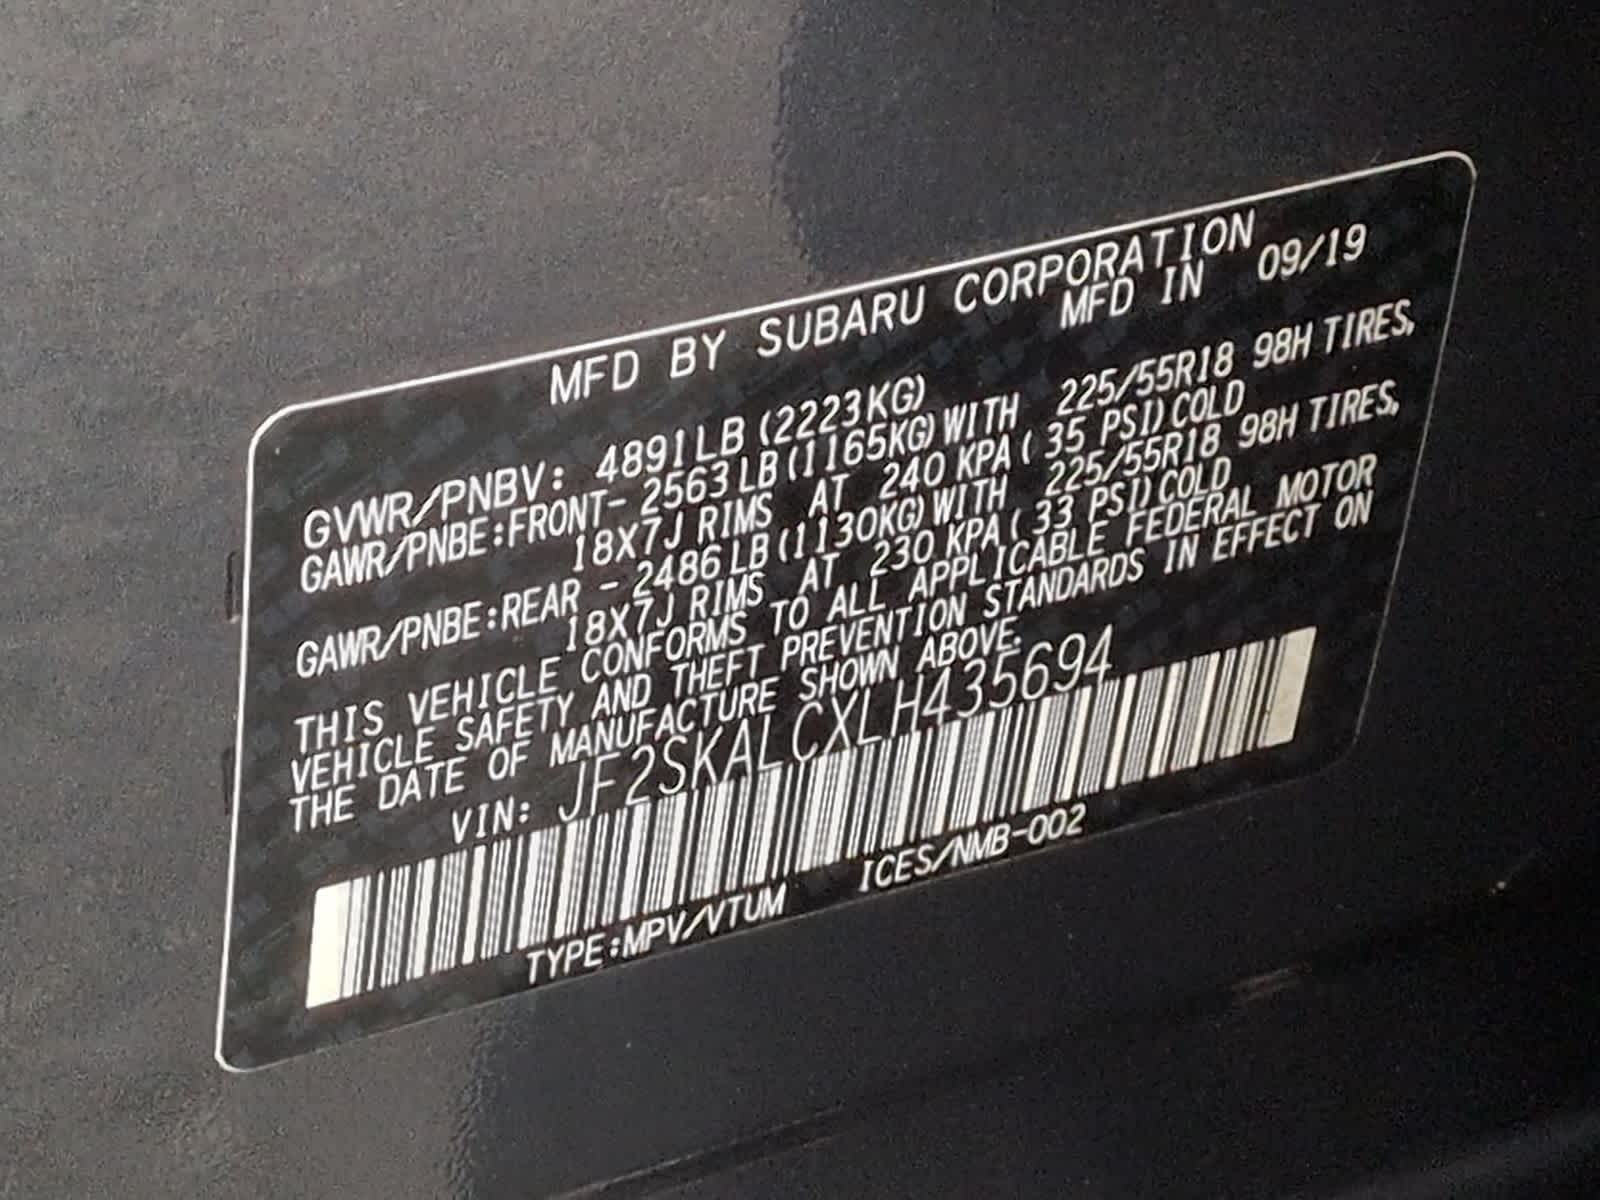 MFD BY SUBARU CORPORATION
MFD IN 09/19
GVWR/PNBV: 4891LB (2223KG)
GAWR/PNBE:FRONT- 2563LB(1165KG)WITH 225/55R18 98H TIRES,
18X7J RIMS AT 240 KPA( 35 PSI)COLD
GAWR/PNBE:REAR - 2486LB(1130KG)WITH 225/55R18 98H TIRES,
18X7J RIMS AT 230 KPA( 33 PSI)COLD
THIS VEHICLE CONFORMS TO ALL APPLICABLE FEDERAL MOTOR
VEHICLE SAFETY AND THEFT PREVENTION STANDARDS IN EFFECT ON
THE DATE OF MANUFACTURE SHOWN ABOVE.
VIN: JF2SKALCXLH435694
TYPE:MPV/VTUM ICES/NMB-002